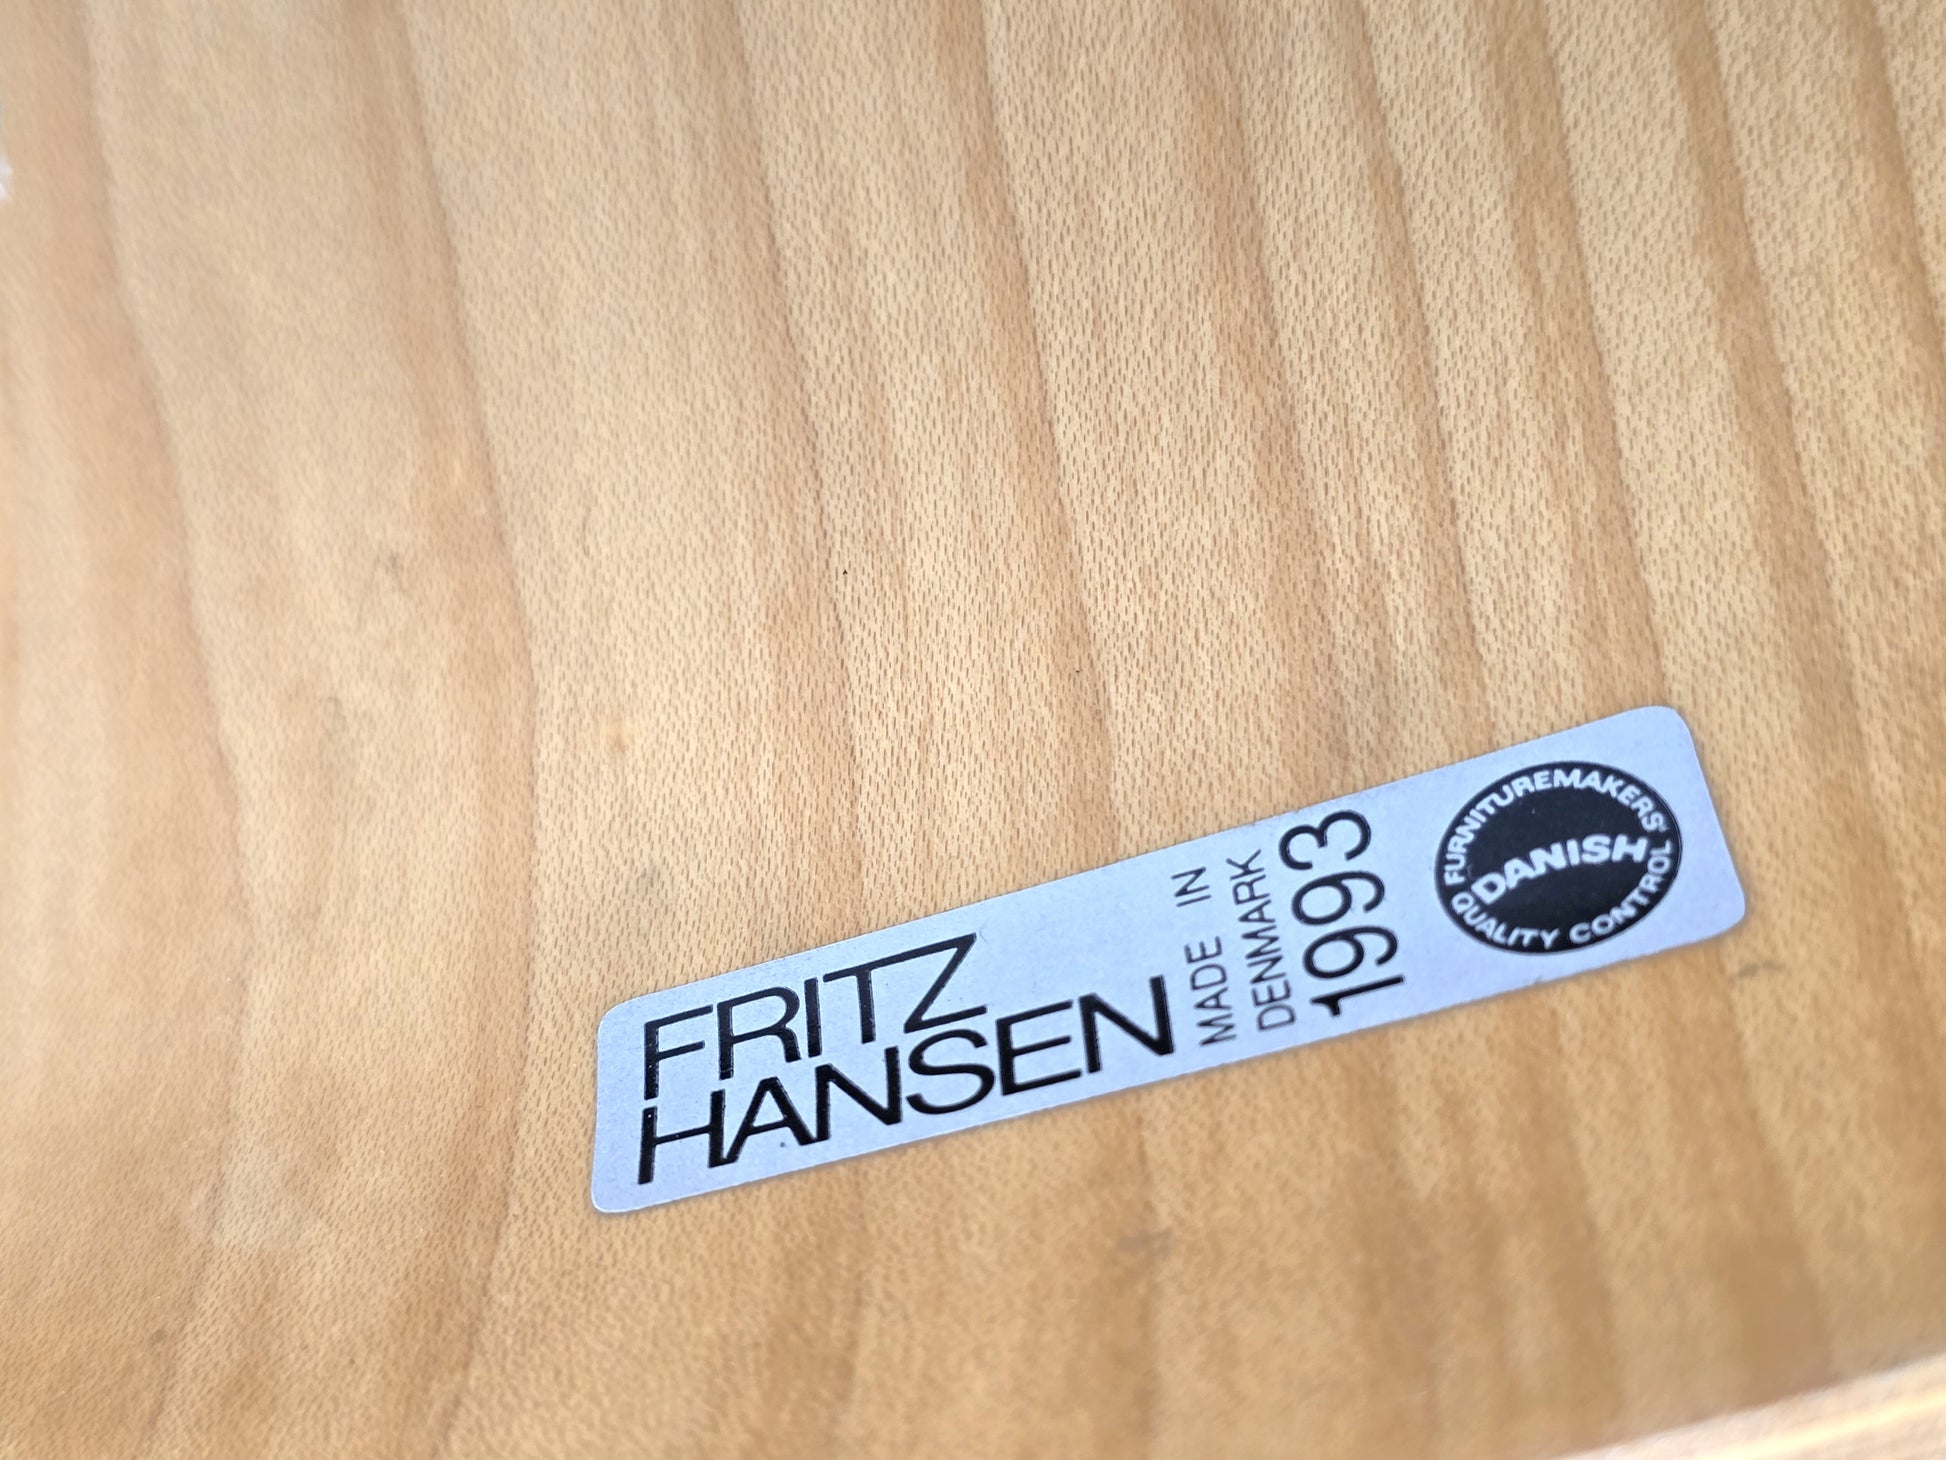 FRITZ
HANSEN
MADE IN
DENMARK
1993
FURNITUREMAKERS'
DANISH
QUALITY CONTROL